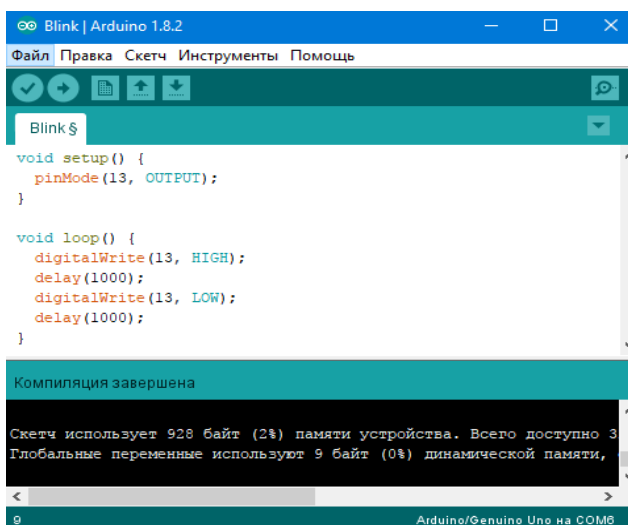 Blink | Arduino 1.8.2
Файл Правка Скетч Инструменты Помощь
Blink §
void setup() {
  pinMode(13, OUTPUT);
}
void loop() {
  digitalWrite(13, HIGH);
  delay(1000);
  digitalWrite(13, LOW);
  delay(1000);
}
Компиляция завершена
Скетч использует 928 байт (2%) памяти устройства. Всего доступно 3
Глобальные переменные используют 9 байт (0%) динамической памяти,
9 Arduino/Genuino Uno на COM6